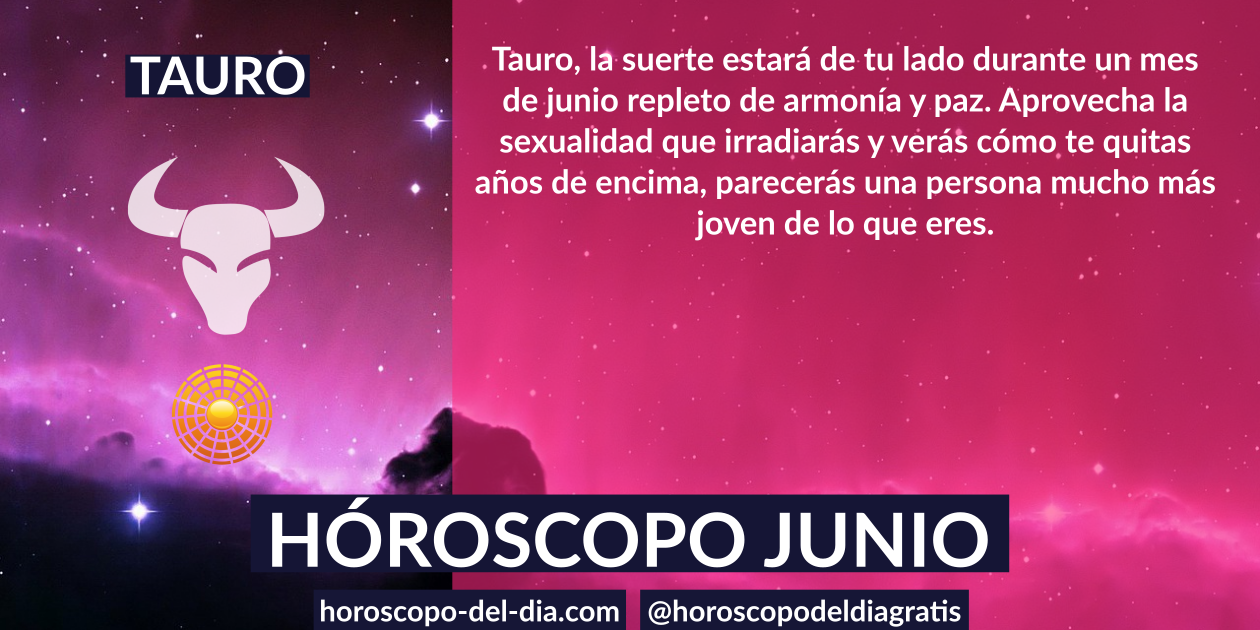 TAURO
Tauro, la suerte estará de tu lado durante un mes
de junio repleto de armonía y paz. Aprovecha la
sexualidad que irradiarás y verás cómo te quitas
años de encima, parecerás una persona mucho más
joven de lo que eres.
HÓROSCOPO JUNIO
horoscopo-del-dia.com
@horoscopodeldiagratis